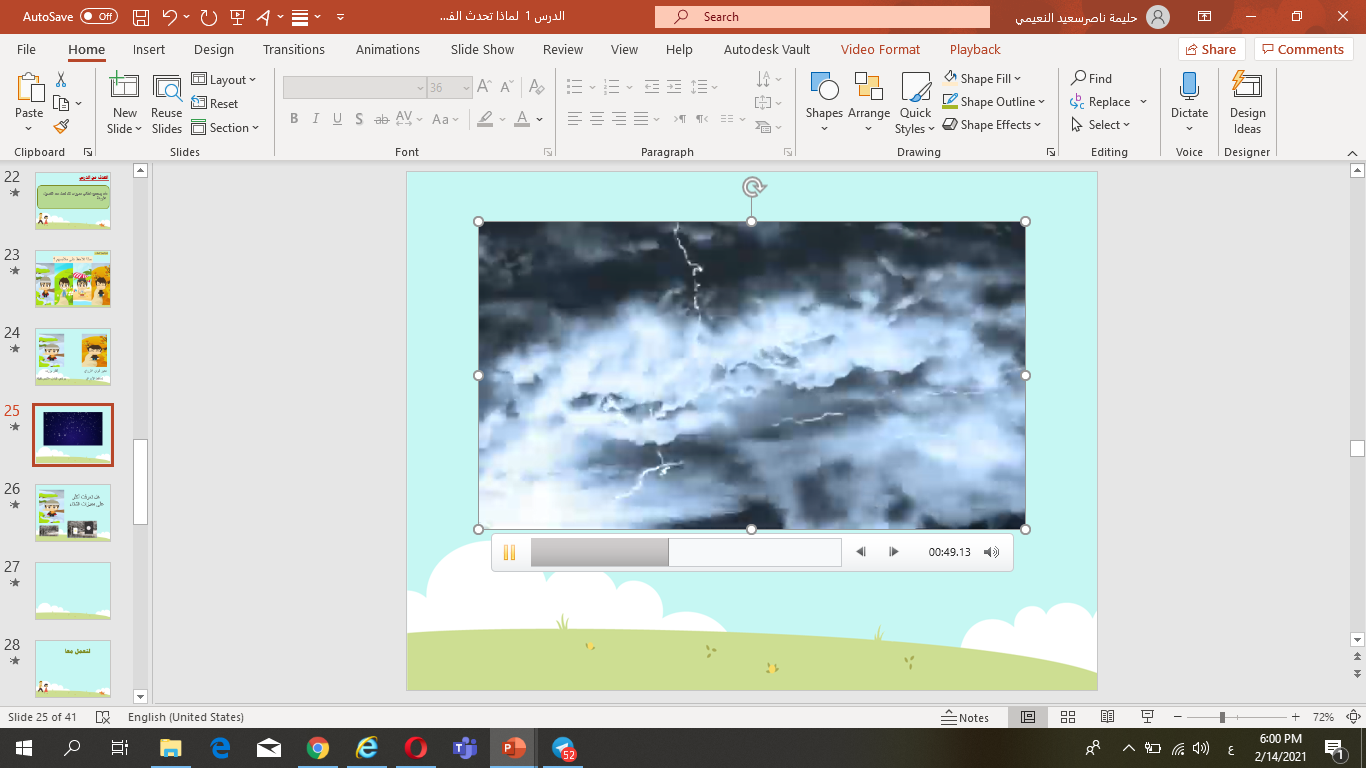 AutoSave Off
الدرس 1 لماذا تحدث الف...
Search
حليمة ناصرسعيد النعيمي
File Home Insert Design Transitions Animations Slide Show Review View Help Autodesk Vault Video Format Playback
Share Comments
Paste
Clipboard
New Slide
Reuse Slides
Layout
Reset
Section
Slides
36
B I U S ab AV Aa A
Font
Paragraph
Shapes
Arrange
Quick Styles
Shape Fill
Shape Outline
Shape Effects
Drawing
Find
Replace
Select
Editing
Dictate
Voice
Design Ideas
Designer
22
23
24
25
26
27
28
لنعمل معا
00:49.13
Slide 25 of 41
English (United States)
Notes
72%
52
ع
6:00 PM
2/14/2021
1